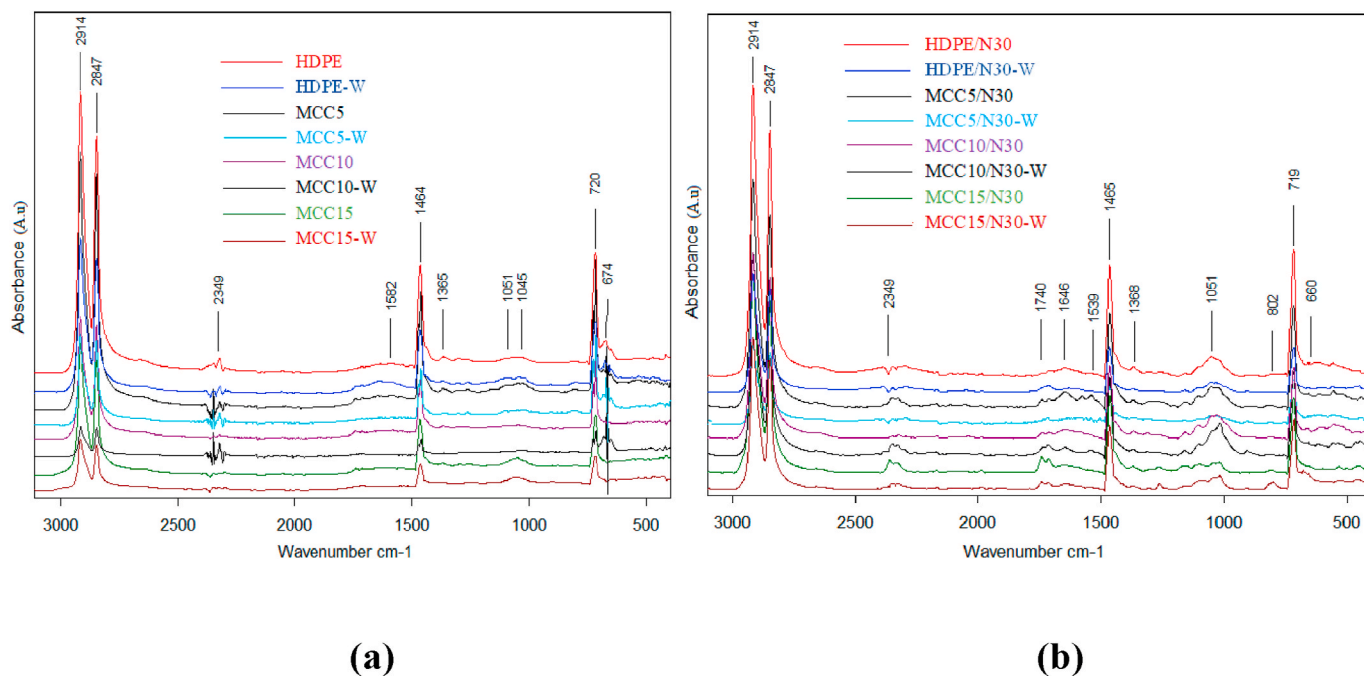 2914
2847
2349
1582
1464
1365
1051
1045
720
674
HDPE
HDPE-W
MCC5
MCC5-W
MCC10
MCC10-W
MCC15
MCC15-W
Absorbance (A.u)
3000 2500 2000 1500 1000 500
Wavenumber cm-1
(a)
2914
2847
2349
1740
1646
1539
1465
1368
1051
802
719
660
HDPE/N30
HDPE/N30-W
MCC5/N30
MCC5/N30-W
MCC10/N30
MCC10/N30-W
MCC15/N30
MCC15/N30-W
Absorbance (A.u)
3000 2500 2000 1500 1000 500
Wavenumber cm-1
(b)